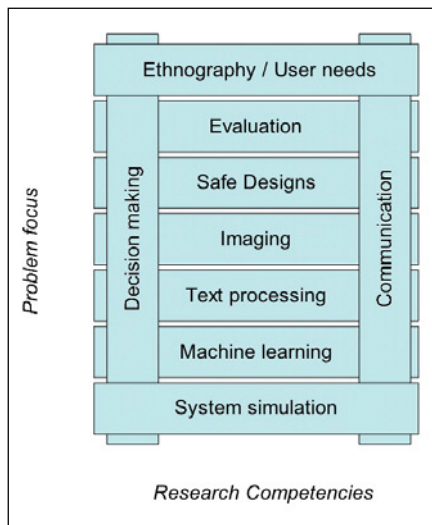 Ethnography / User needs
Evaluation
Safe Designs
Imaging
Text processing
Machine learning
System simulation
Decision making
Communication
Problem focus
Research Competencies